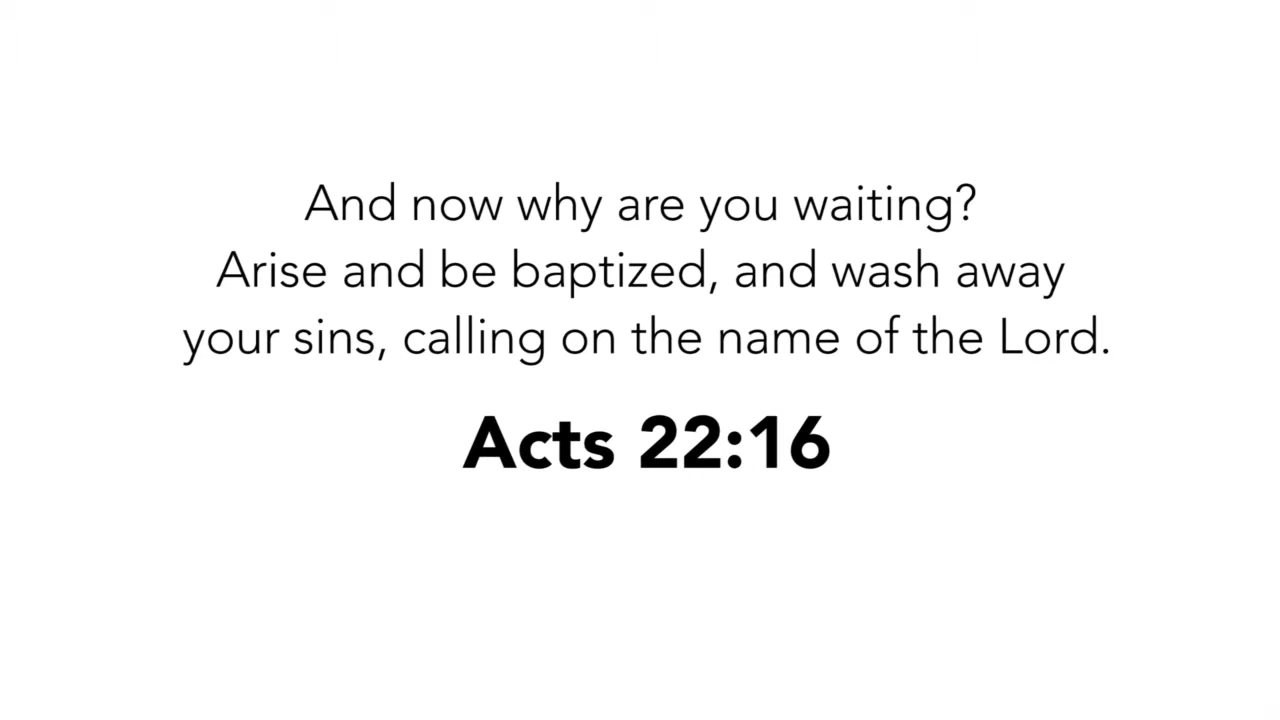 And now why are you waiting?
Arise and be baptized, and wash away
your sins, calling on the name of the Lord.
Acts 22:16